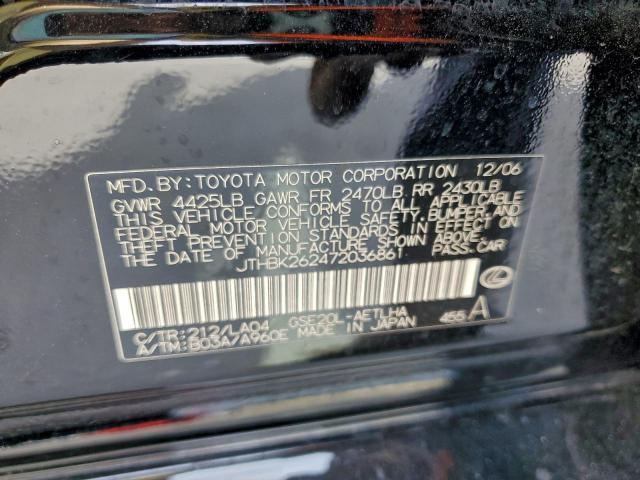 MFD.BY:TOYOTA MOTOR CORPORATION 12/06
GVWR 4425LB GAWR FR 2470LB RR 2430LB
THIS VEHICLE CONFORMS TO ALL APPLICABLE
FEDERAL MOTOR VEHICLE SAFETY,BUMPER,AND
THEFT PREVENTION STANDARDS IN EFFECT ON
THE DATE OF MANUFACTURE SHOWN ABOVE.
JTHBK262472036861 PASS.CAR
C/TR:212/LA04 GSE20L-AETLHA 455 A
A/TM:B03A/A960E MADE IN JAPAN